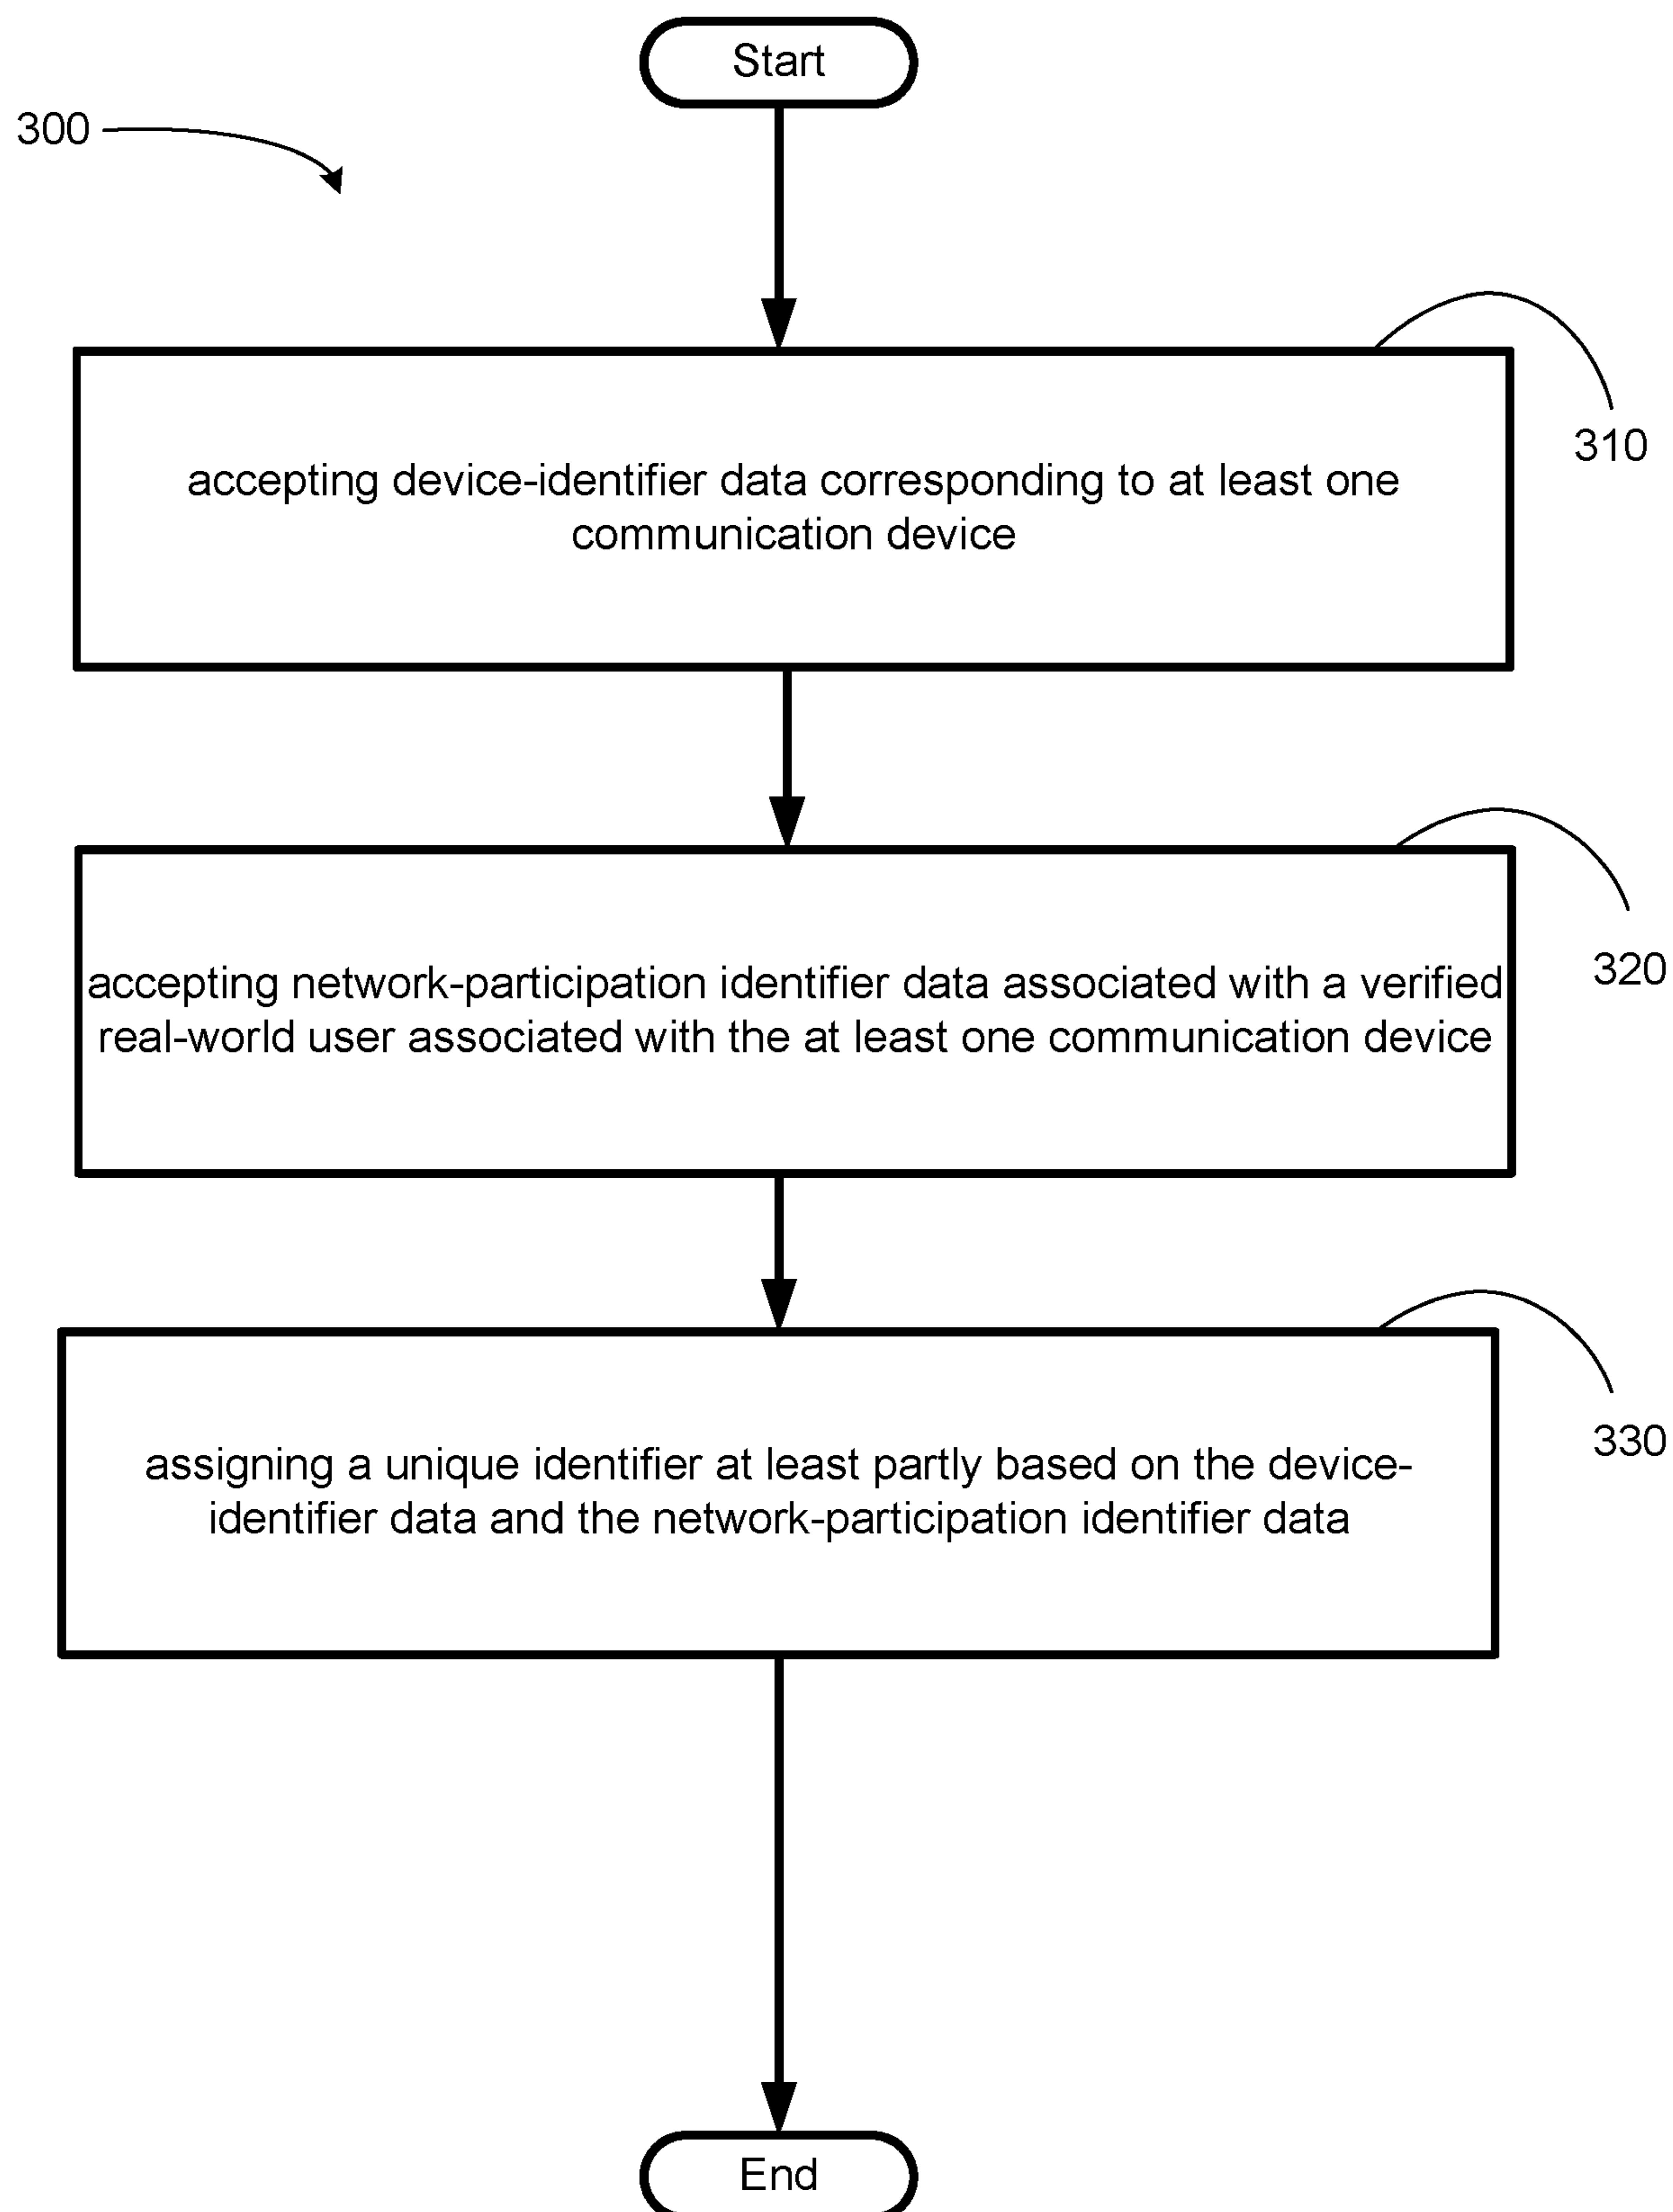 Start
300
310
accepting device-identifier data corresponding to at least one
communication device
320
accepting network-participation identifier data associated with a verified
real-world user associated with the at least one communication device
330
assigning a unique identifier at least partly based on the device-
identifier data and the network-participation identifier data
End